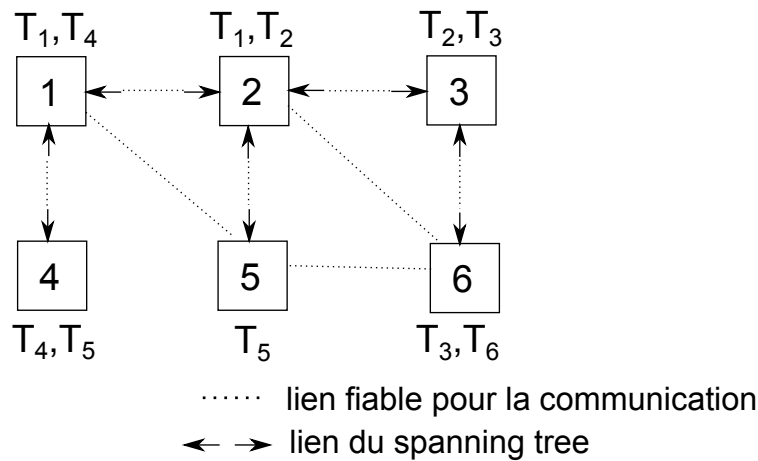 T₁,T₄ T₁,T₂ T₂,T₃
1 2 3
4 5 6
T₄,T₅ T₅ T₃,T₆
lien fiable pour la communication
lien du spanning tree